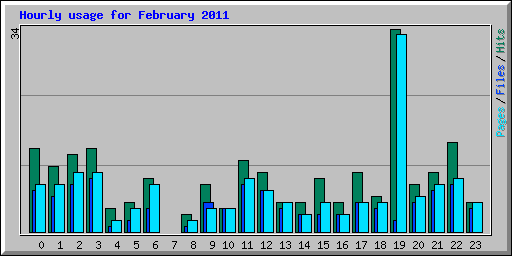 Hourly usage for February 2011
34
Pages / Files / Hits
0 1 2 3 4 5 6 7 8 9 10 11 12 13 14 15 16 17 18 19 20 21 22 23